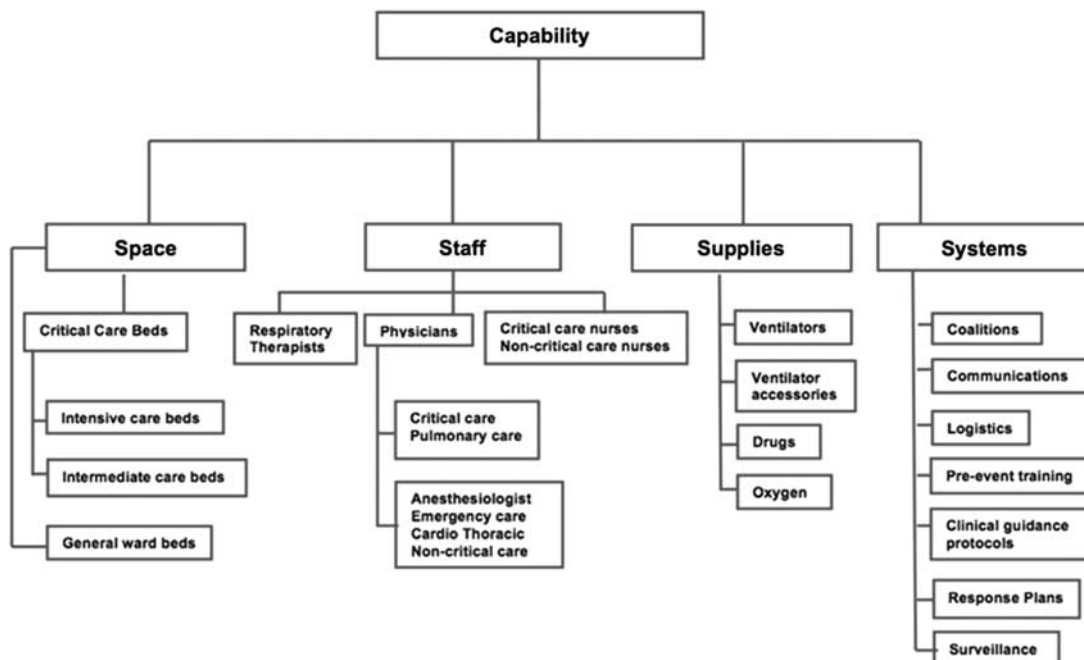 Capability
Space
Staff
Supplies
Systems
Critical Care Beds
Intensive care beds
Intermediate care beds
General ward beds
Respiratory
Therapists
Physicians
Critical care nurses
Non-critical care nurses
Critical care
Pulmonary care
Anesthesiologist
Emergency care
Cardio Thoracic
Non-critical care
Ventilators
Ventilator
accessories
Drugs
Oxygen
Coalitions
Communications
Logistics
Pre-event training
Clinical guidance
protocols
Response Plans
Surveillance